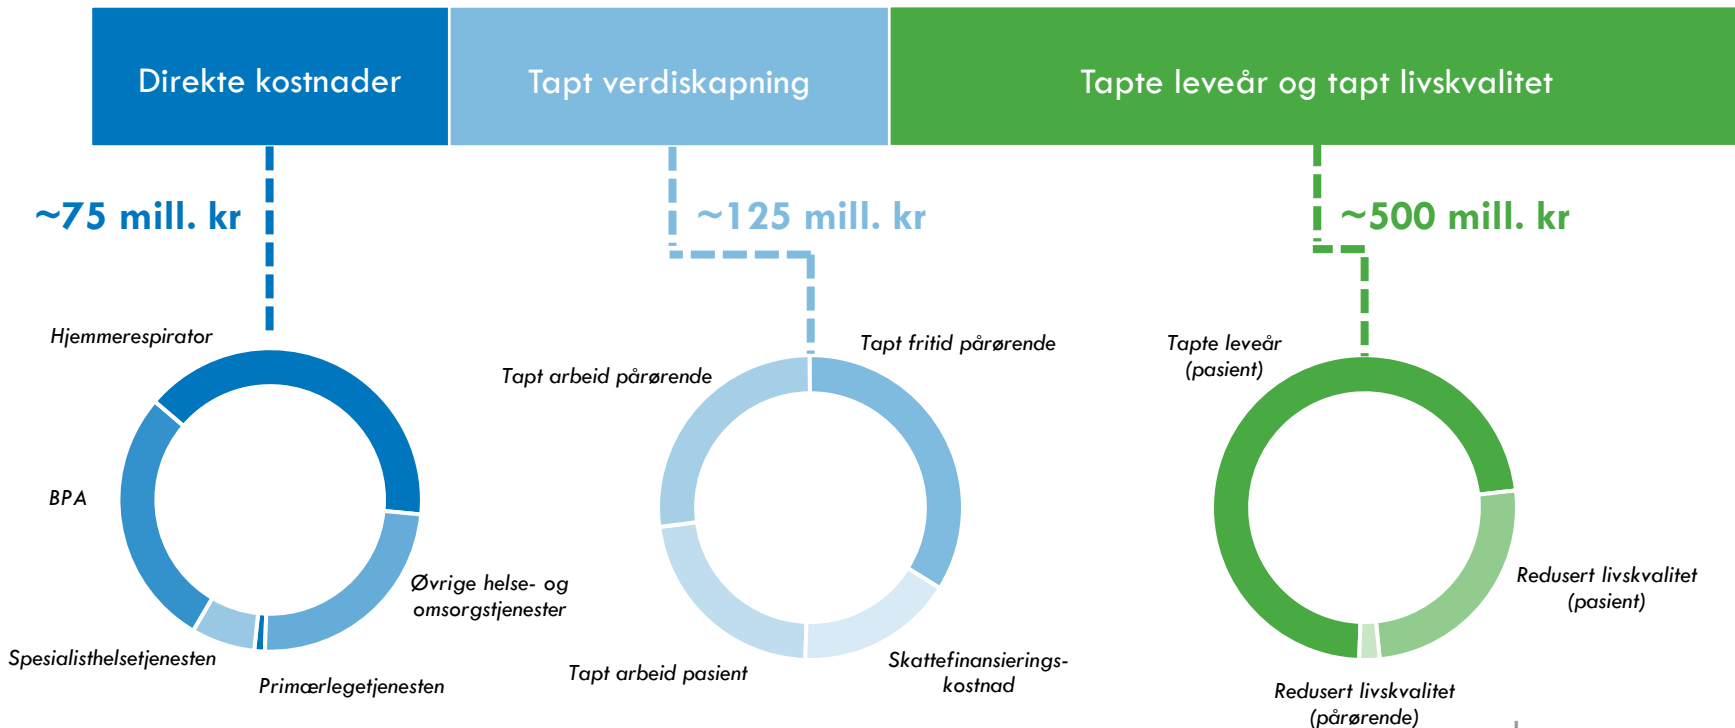 Direkte kostnader
Tapt verdiskapning
Tapte leveår og tapt livskvalitet
~75 mill. kr
~125 mill. kr
~500 mill. kr
Hjemmerespirator
BPA
Spesialisthelsetjenesten
Primærlegetjenesten
Øvrige helse- og
omsorgstjenester
Tapt fritid pårørende
Tapt arbeid pårørende
Tapt arbeid pasient
Skattefinansierings-
kostnad
Tapte leveår
(pasient)
Redusert livskvalitet
(pasient)
Redusert livskvalitet
(pårørende)